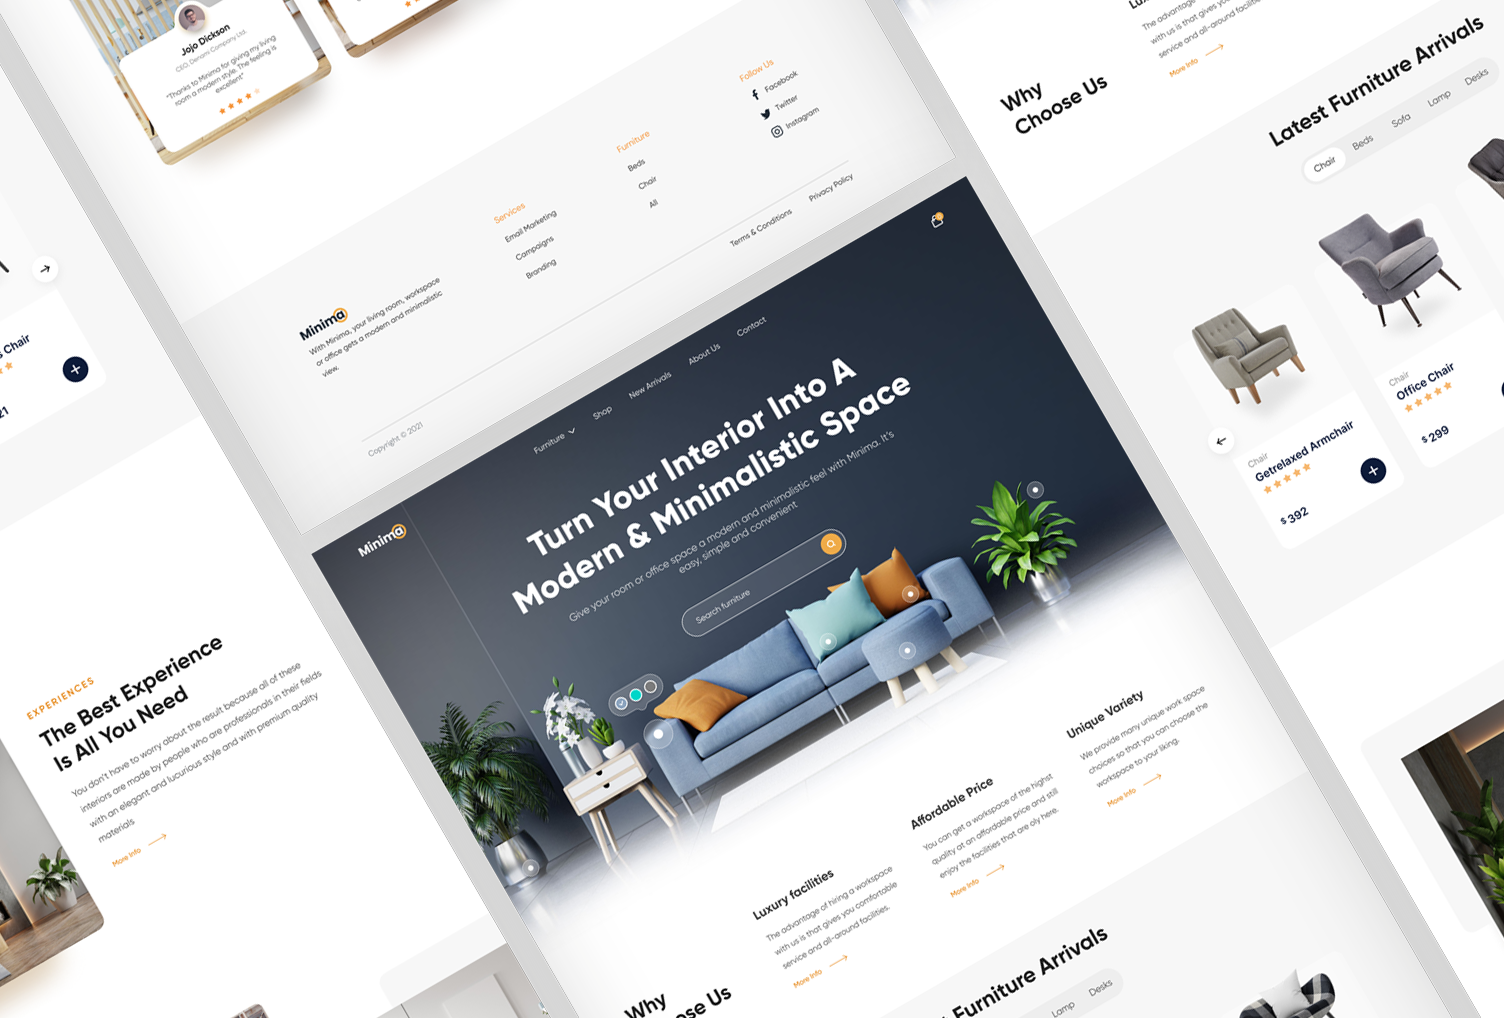 Jojo Dickson
CEO, Denami Company Ltd.
"Thanks to Minima for giving my living
room a modern style. The feeling is
excellent"
s Chair
21
EXPERIENCES
The Best Experience
Is All You Need
You don't have to worry about the result because all of these
interiors are made by people who are professionals in their fields
with an elegant and lucurious style and with premium quality
materials
More Info
Minima
With Minima, your living room, workspace
or office gets a modern and minimalistic
view.
Services
Email Marketing
Campaigns
Branding
Furniture
Beds
Chair
All
Follow Us
Facebook
Twitter
Instagram
Copyright © 2021
Terms & Conditions
Privacy Policy
Minima
Furniture
Shop
New Arrivals
About Us
Contact
Turn Your Interior Into A
Modern & Minimalistic Space
Give your room or office space a modern and minimalistic feel with Minima. It's
easy, simple and convenient
Search furniture
Why
ose Us
Luxury facilities
The advantage of hiring a workspace
with us is that gives you comfortable
service and all-around facilities.
More Info
Affordable Price
You can get a workspace of the highst
quality at an affordable price and still
enjoy the facilities that are oly here.
More Info
Unique Variety
We provide many unique work space
choices so that you can choose the
workspace to your liking.
More Info
t Furniture Arrivals
Lamp
Desks
Why
Choose Us
The advantage
with us is that gives yo
service and all-around facilitie
More Info
Latest Furniture Arrivals
Chair
Beds
Sofa
Lamp
Desks
Chair
Getrelaxed Armchair
$ 392
Chair
Office Chair
$ 299